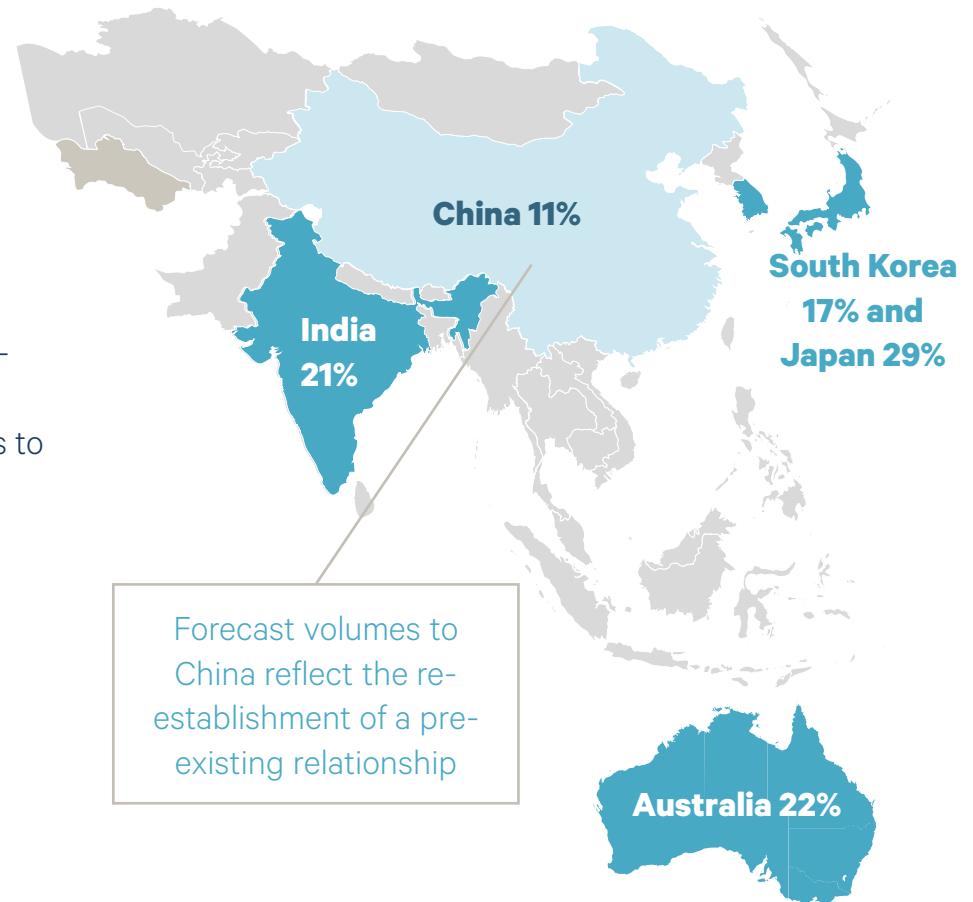 China 11%
South Korea
17% and
Japan 29%
India
21%
-
s to
Forecast volumes to
China reflect the re-
establishment of a pre-
existing relationship
Australia 22%